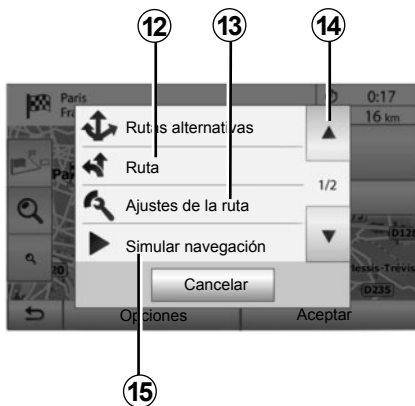 12 13 14
Paris 0:17
Fra 16 km
Rutas alternativas
Ruta
1/2
Ajustes de la ruta
Simular navegación
Cancelar
D235
Opciones Aceptar
15